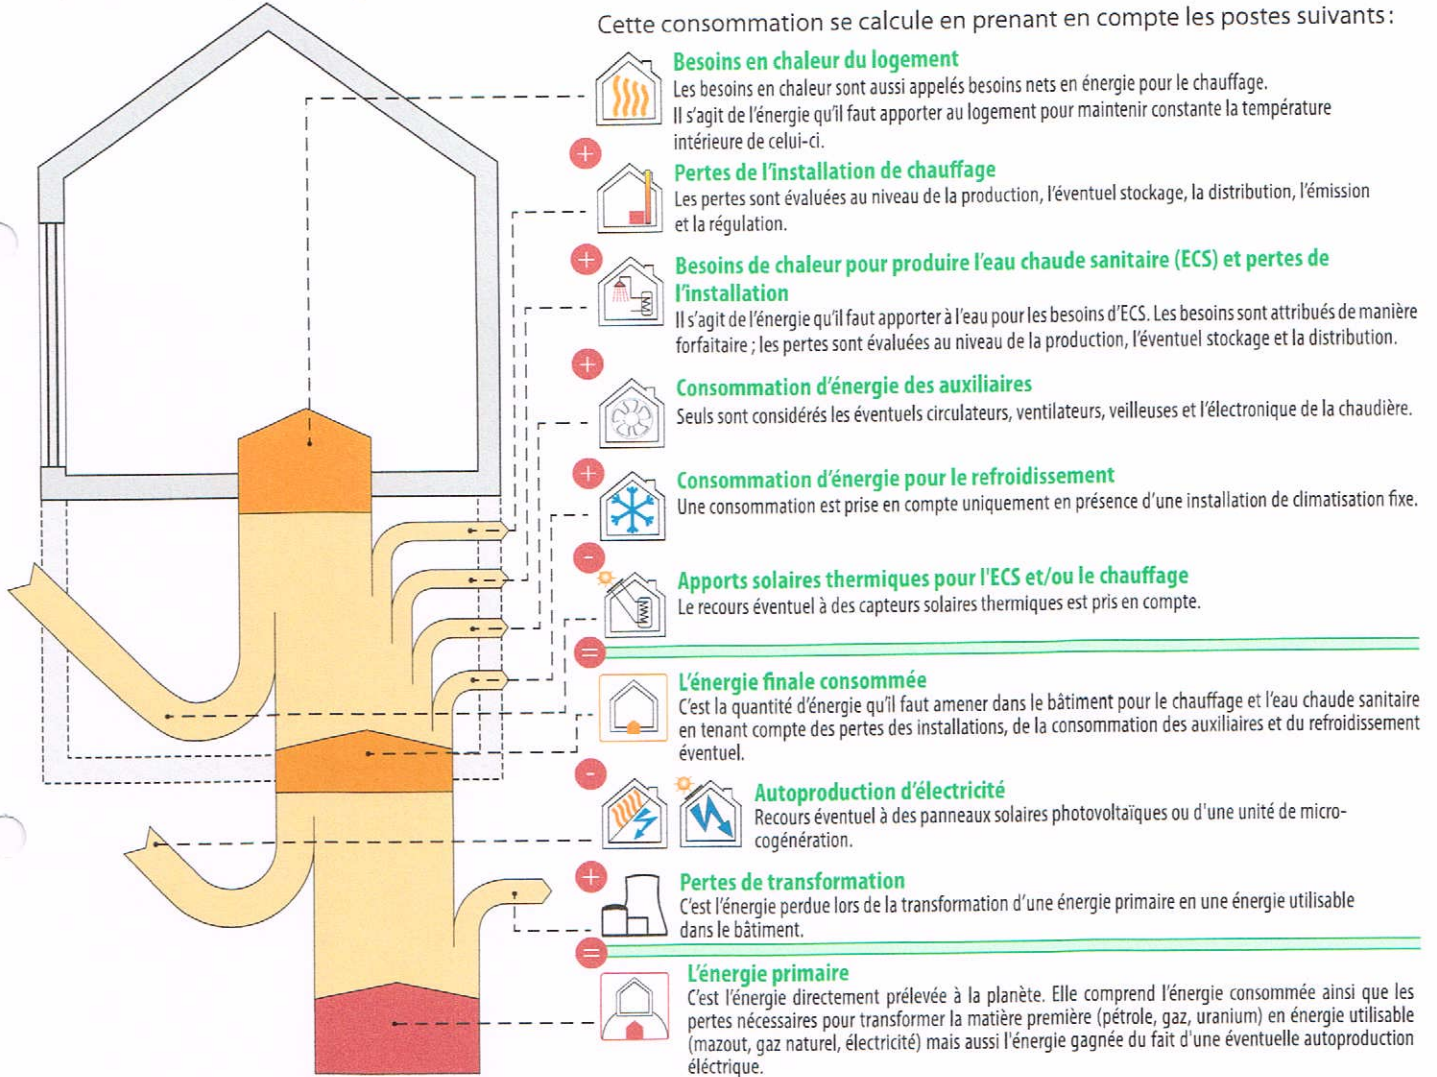 Cette consommation se calcule en prenant en compte les postes suivants :
Besoins en chaleur du logement
Les besoins en chaleur sont aussi appelés besoins nets en énergie pour le chauffage.
Il s'agit de l'énergie qu'il faut apporter au logement pour maintenir constante la température
intérieure de celui-ci.
+
Pertes de l'installation de chauffage
Les pertes sont évaluées au niveau de la production, l'éventuel stockage, la distribution, l'émission
et la régulation.
+
Besoins de chaleur pour produire l'eau chaude sanitaire (ECS) et pertes de
l'installation
Il s'agit de l'énergie qu'il faut apporter à l'eau pour les besoins d'ECS. Les besoins sont attribués de manière
forfaitaire ; les pertes sont évaluées au niveau de la production, l'éventuel stockage et la distribution.
+
Consommation d'énergie des auxiliaires
Seuls sont considérés les éventuels circulateurs, ventilateurs, veilleuses et l'électronique de la chaudière.
+
Consommation d'énergie pour le refroidissement
Une consommation est prise en compte uniquement en présence d'une installation de climatisation fixe.
-
Apports solaires thermiques pour l'ECS et/ou le chauffage
Le recours éventuel à des capteurs solaires thermiques est pris en compte.
=
L'énergie finale consommée
C'est la quantité d'énergie qu'il faut amener dans le bâtiment pour le chauffage et l'eau chaude sanitaire
en tenant compte des pertes des installations, de la consommation des auxiliaires et du refroidissement
éventuel.
-
Autoproduction d'électricité
Recours éventuel à des panneaux solaires photovoltaïques ou d'une unité de micro-
cogénération.
+
Pertes de transformation
C'est l'énergie perdue lors de la transformation d'une énergie primaire en une énergie utilisable
dans le bâtiment.
=
L'énergie primaire
C'est l'énergie directement prélevée à la planète. Elle comprend l'énergie consommée ainsi que les
pertes nécessaires pour transformer la matière première (pétrole, gaz, uranium) en énergie utilisable
(mazout, gaz naturel, électricité) mais aussi l'énergie gagnée du fait d'une éventuelle autoproduction
éléctrique.